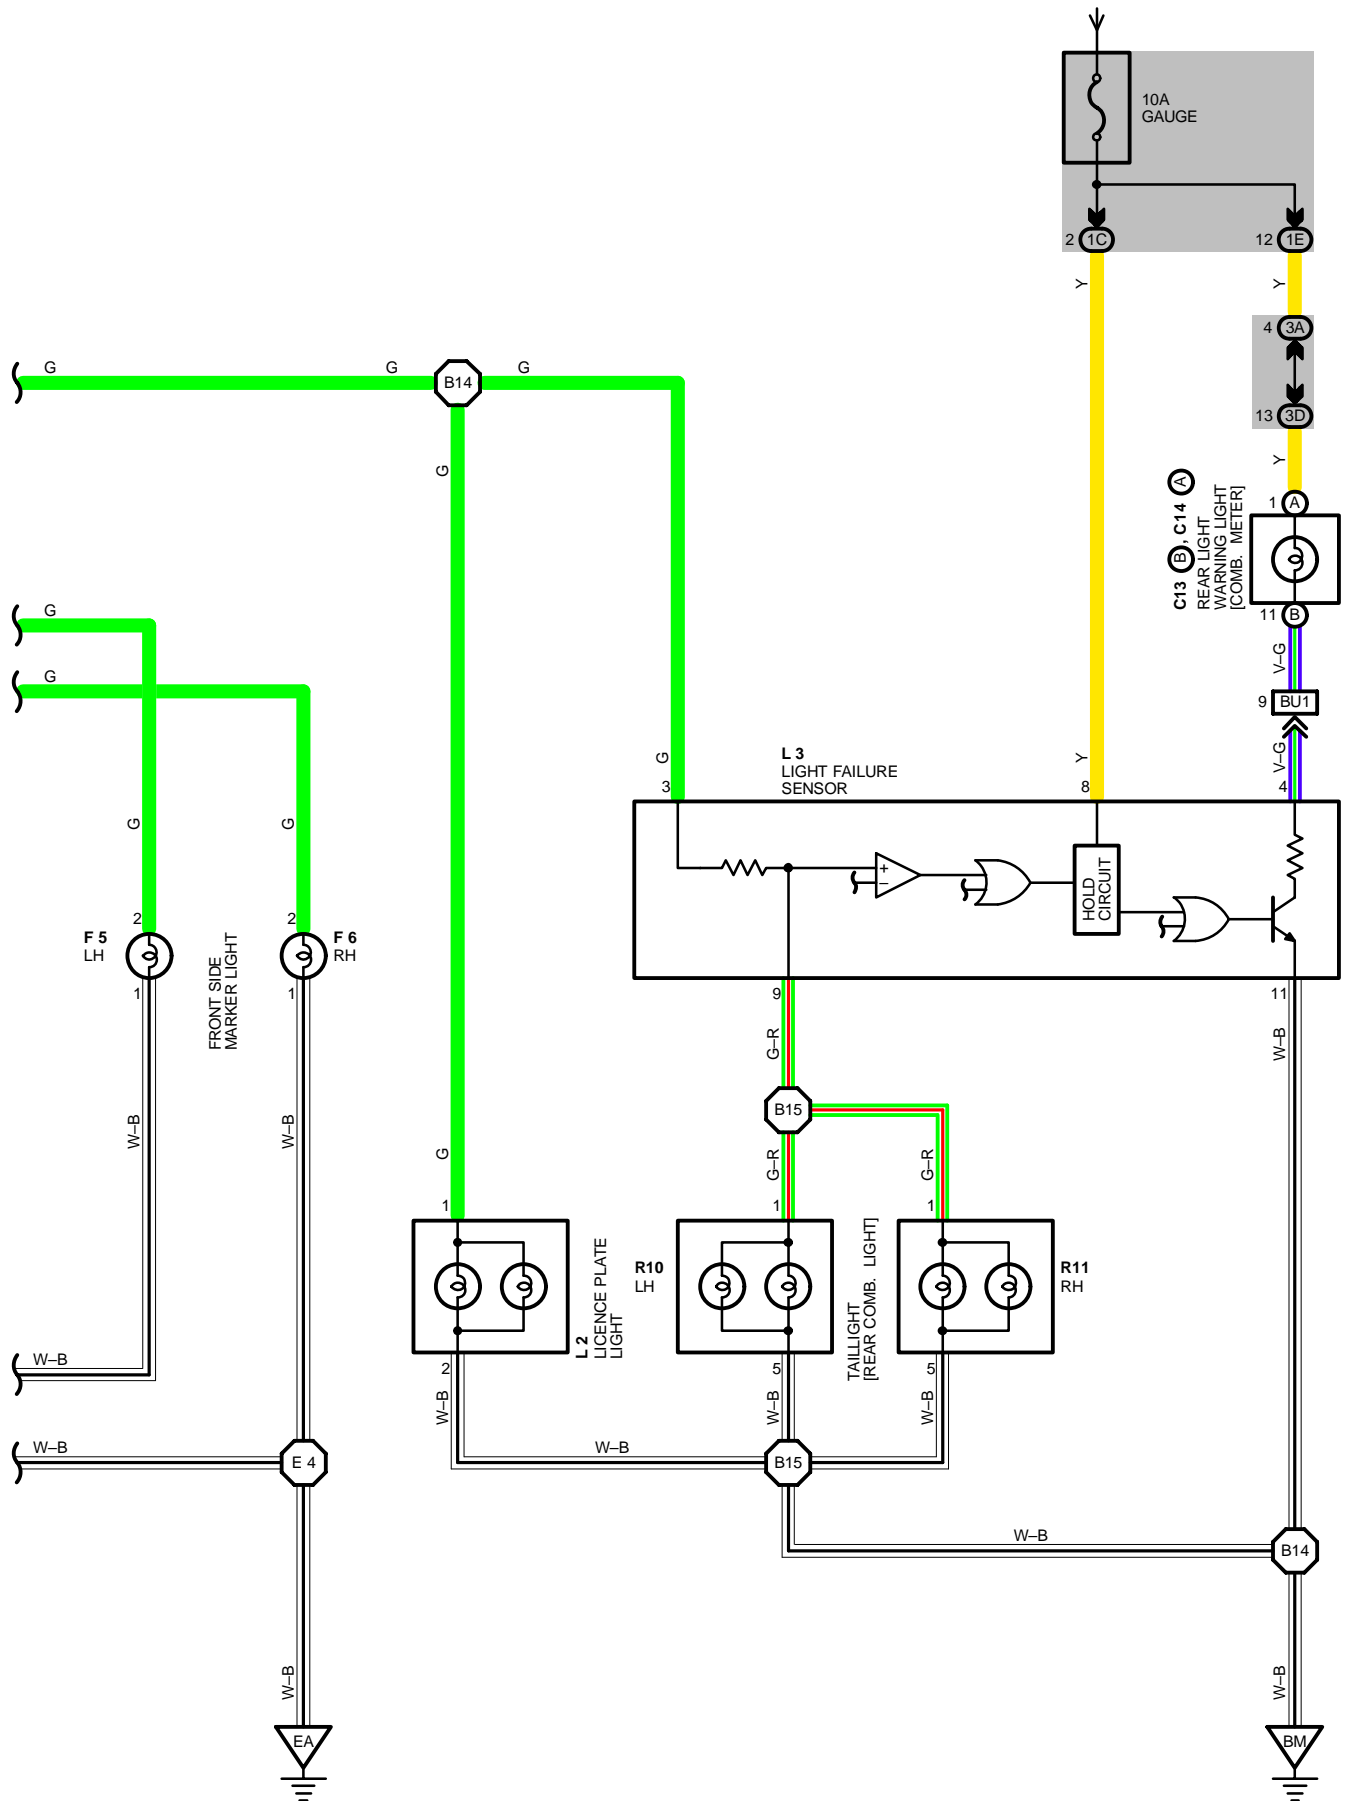 10A
GAUGE
2 1C
12 1E
Y
Y
4 3A
13 3D
Y
G
G
G
B14
G
C13 B , C14 A
REAR LIGHT
WARNING LIGHT
[COMB. METER]
1 A
11 B
V–G
9 BU1
V–G
G
G
L 3
LIGHT FAILURE
SENSOR
G
3
Y
8
4
G
G
+
–
HOLD
CIRCUIT
2
F 5
LH
1
FRONT SIDE
MARKER LIGHT
2
F 6
RH
1
9
11
G–R
W–B
B15
W–B
W–B
G
G–R
G–R
1
1
1
L 2
LICENCE PLATE
LIGHT
R10
LH
TAILLIGHT
[REAR COMB. LIGHT]
R11
RH
2
5
5
W–B
W–B
W–B
W–B
W–B
E 4
W–B
B15
W–B
B14
W–B
W–B
EA
BM